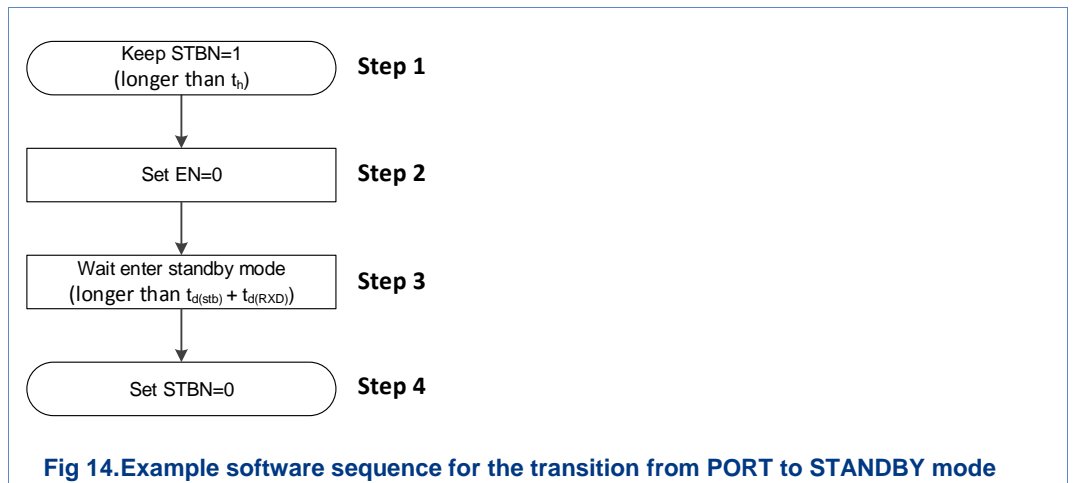 Keep STBN=1
(longer than th)
Step 1
Set EN=0
Step 2
Wait enter standby mode
(longer than td(stb) + td(RXD))
Step 3
Set STBN=0
Step 4
Fig 14.Example software sequence for the transition from PORT to STANDBY mode